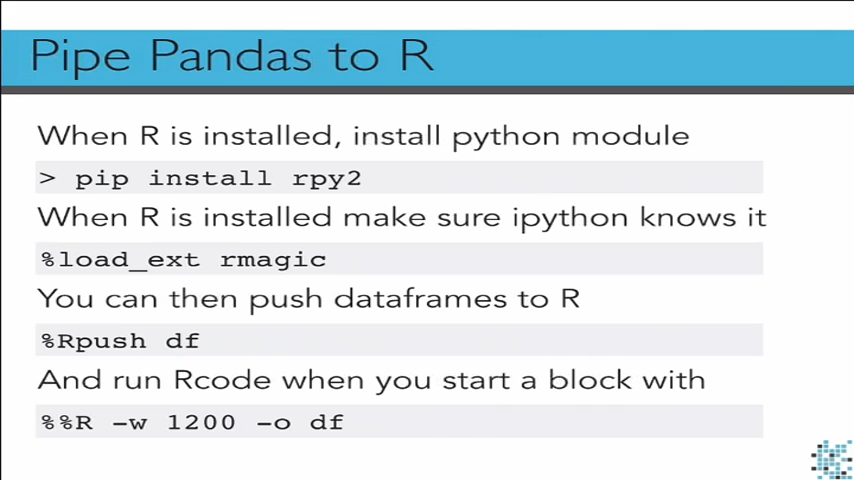 Pipe Pandas to R
When R is installed, install python module
> pip install rpy2
When R is installed make sure ipython knows it
%load_ext rmagic
You can then push dataframes to R
%Rpush df
And run Rcode when you start a block with
%%R -w 1200 -o df